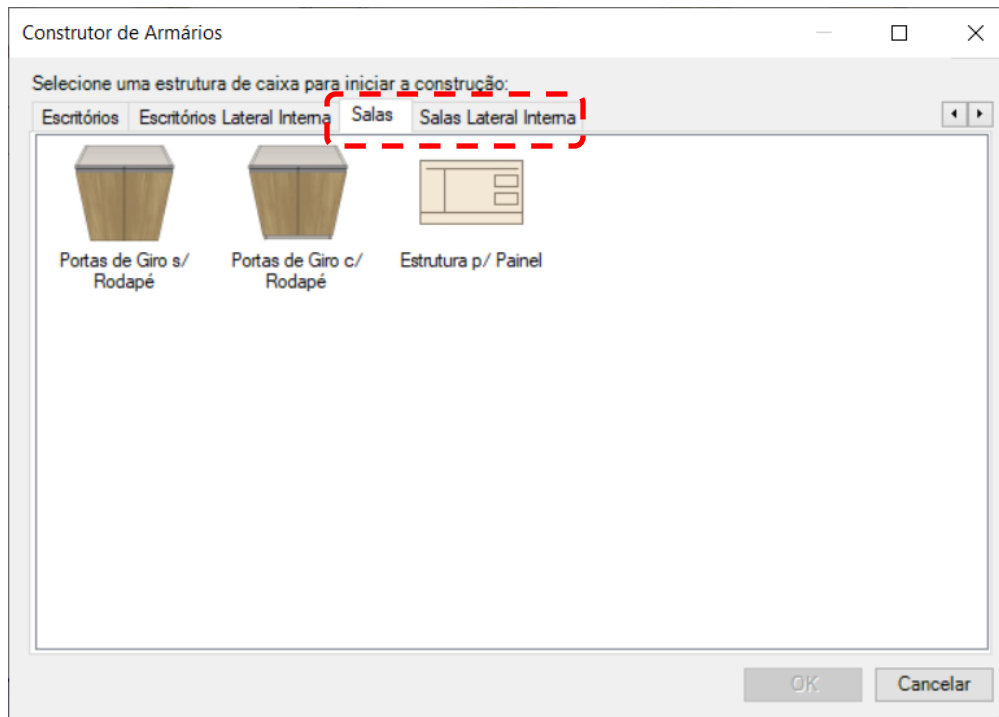 Construtor de Armários
Selecione uma estrutura de caixa para iniciar a construção:
Escritórios Escritórios Lateral Interna Salas Salas Lateral Interna
Portas de Giro s/ Portas de Giro c/ Estrutura p/ Painel
Rodapé Rodapé
OK Cancelar